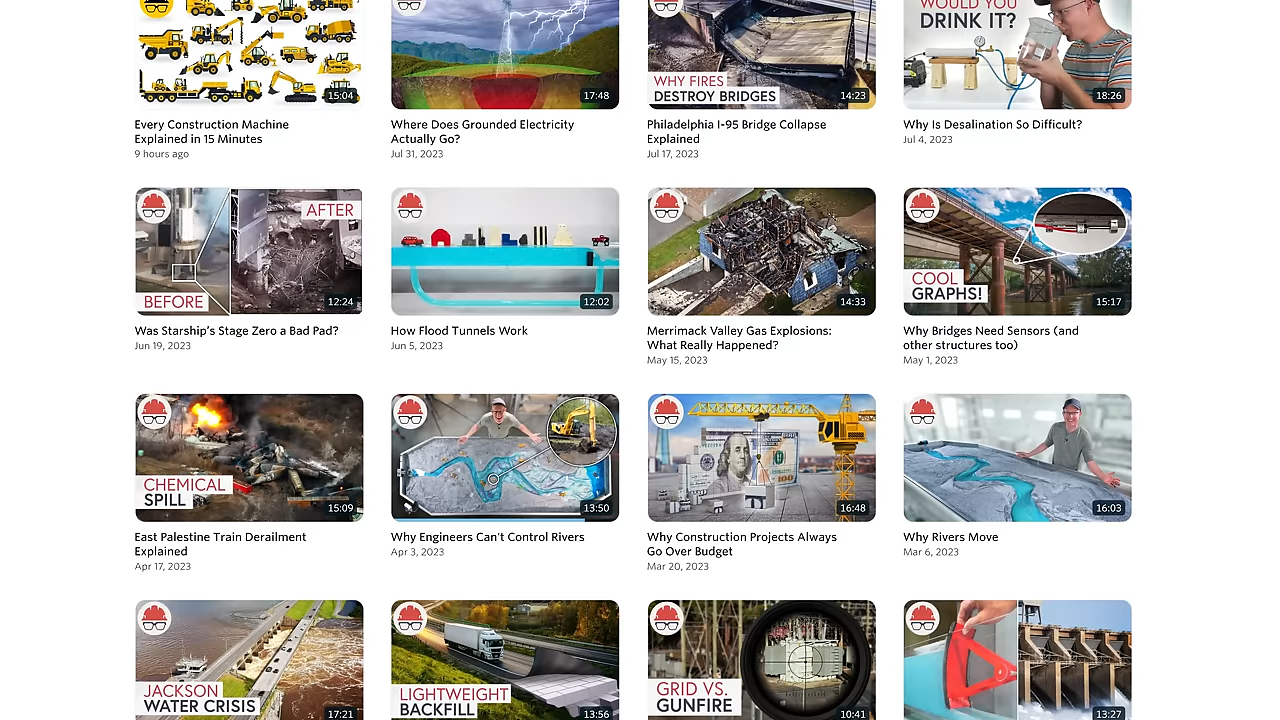 WOULD YOU
DRINK IT?
WHY FIRES
DESTROY BRIDGES
15:04
17:48
14:23
18:26
Every Construction Machine
Explained in 15 Minutes
9 hours ago
Where Does Grounded Electricity
Actually Go?
Jul 31, 2023
Philadelphia I-95 Bridge Collapse
Explained
Jul 17, 2023
Why Is Desalination So Difficult?
Jul 4, 2023
AFTER
BEFORE
12:24
12:02
14:33
COOL
GRAPHS!
15:17
Was Starship's Stage Zero a Bad Pad?
Jun 19, 2023
How Flood Tunnels Work
Jun 5, 2023
Merrimack Valley Gas Explosions:
What Really Happened?
May 15, 2023
Why Bridges Need Sensors (and
other structures too)
May 1, 2023
CHEMICAL
SPILL
15:09
13:50
100
16:48
16:03
East Palestine Train Derailment
Explained
Apr 17, 2023
Why Engineers Can't Control Rivers
Apr 3, 2023
Why Construction Projects Always
Go Over Budget
Mar 20, 2023
Why Rivers Move
Mar 6, 2023
JACKSON
WATER CRISIS
17:21
LIGHTWEIGHT
BACKFILL
13:56
GRID VS.
GUNFIRE
10:41
13:27